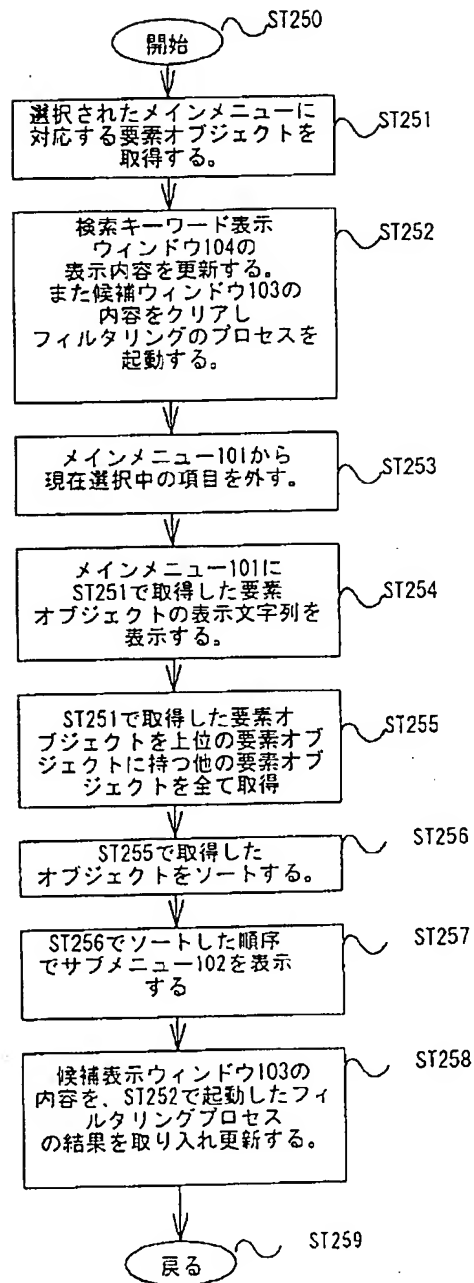 開始
ST250
選択されたメインメニューに
対応する要素オブジェクトを
取得する。
ST251
検索キーワード表示
ウィンドウ104の
表示内容を更新する。
また候補ウィンドウ103の
内容をクリアし
フィルタリングのプロセスを
起動する。
ST252
メインメニュー101から
現在選択中の項目を外す。
ST253
メインメニュー101に
ST251で取得した要素
オブジェクトの表示文字列を
表示する。
ST254
ST251で取得した要素オ
ブジェクトを上位の要素オブ
ジェクトに持つ他の要素オブ
ジェクトを全て取得
ST255
ST255で取得した
オブジェクトをソートする。
ST256
ST256でソートした順序
でサブメニュー102を表示
する
ST257
候補表示ウィンドウ103の
内容を、ST252で起動したフィ
ルタリングプロセス
の結果を取り入れ更新する。
ST258
戻る
ST259